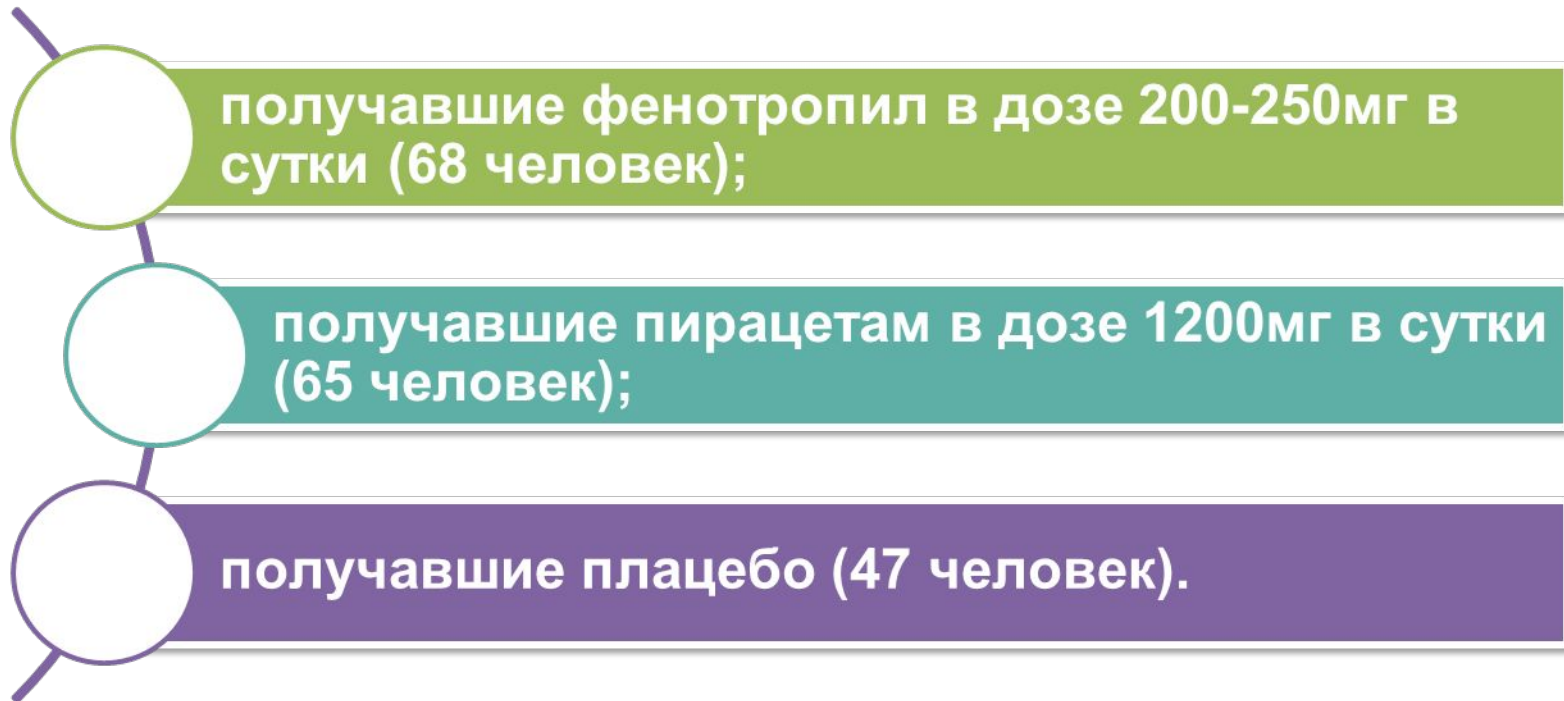 получавшие фенотропил в дозе 200-250мг в
сутки (68 человек);
получавшие пирацетам в дозе 1200мг в сутки
(65 человек);
получавшие плацебо (47 человек).